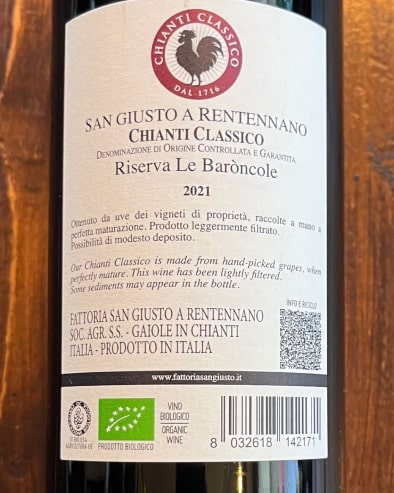 CHIANTI CLASSICO
DAL 1716
SAN GIUSTO A RENTENNANO
CHIANTI CLASSICO
DENOMINAZIONE DI ORIGINE CONTROLLATA E GARANTITA
Riserva Le Baròncole
2021
Ottenuto da uve dei vigneti di proprietà, raccolte a mano a
perfetta maturazione. Prodotto leggermente filtrato.
Possibilità di modesto deposito.
Our Chianti Classico is made from hand-picked grapes, when
perfectly mature. This wine has been lightly filtered.
Some sediments may appear in the bottle.
FATTORIA SAN GIUSTO A RENTENNANO
SOC. AGR. S.S. - GAIOLE IN CHIANTI
ITALIA - PRODOTTO IN ITALIA
INFO E RICICLO
www.fattoriasangiusto.it
AGRICOLTURA UE
PRODOTTO BIOLOGICO
VINO
BIOLOGICO
ORGANIC
WINE
8 032618 142171